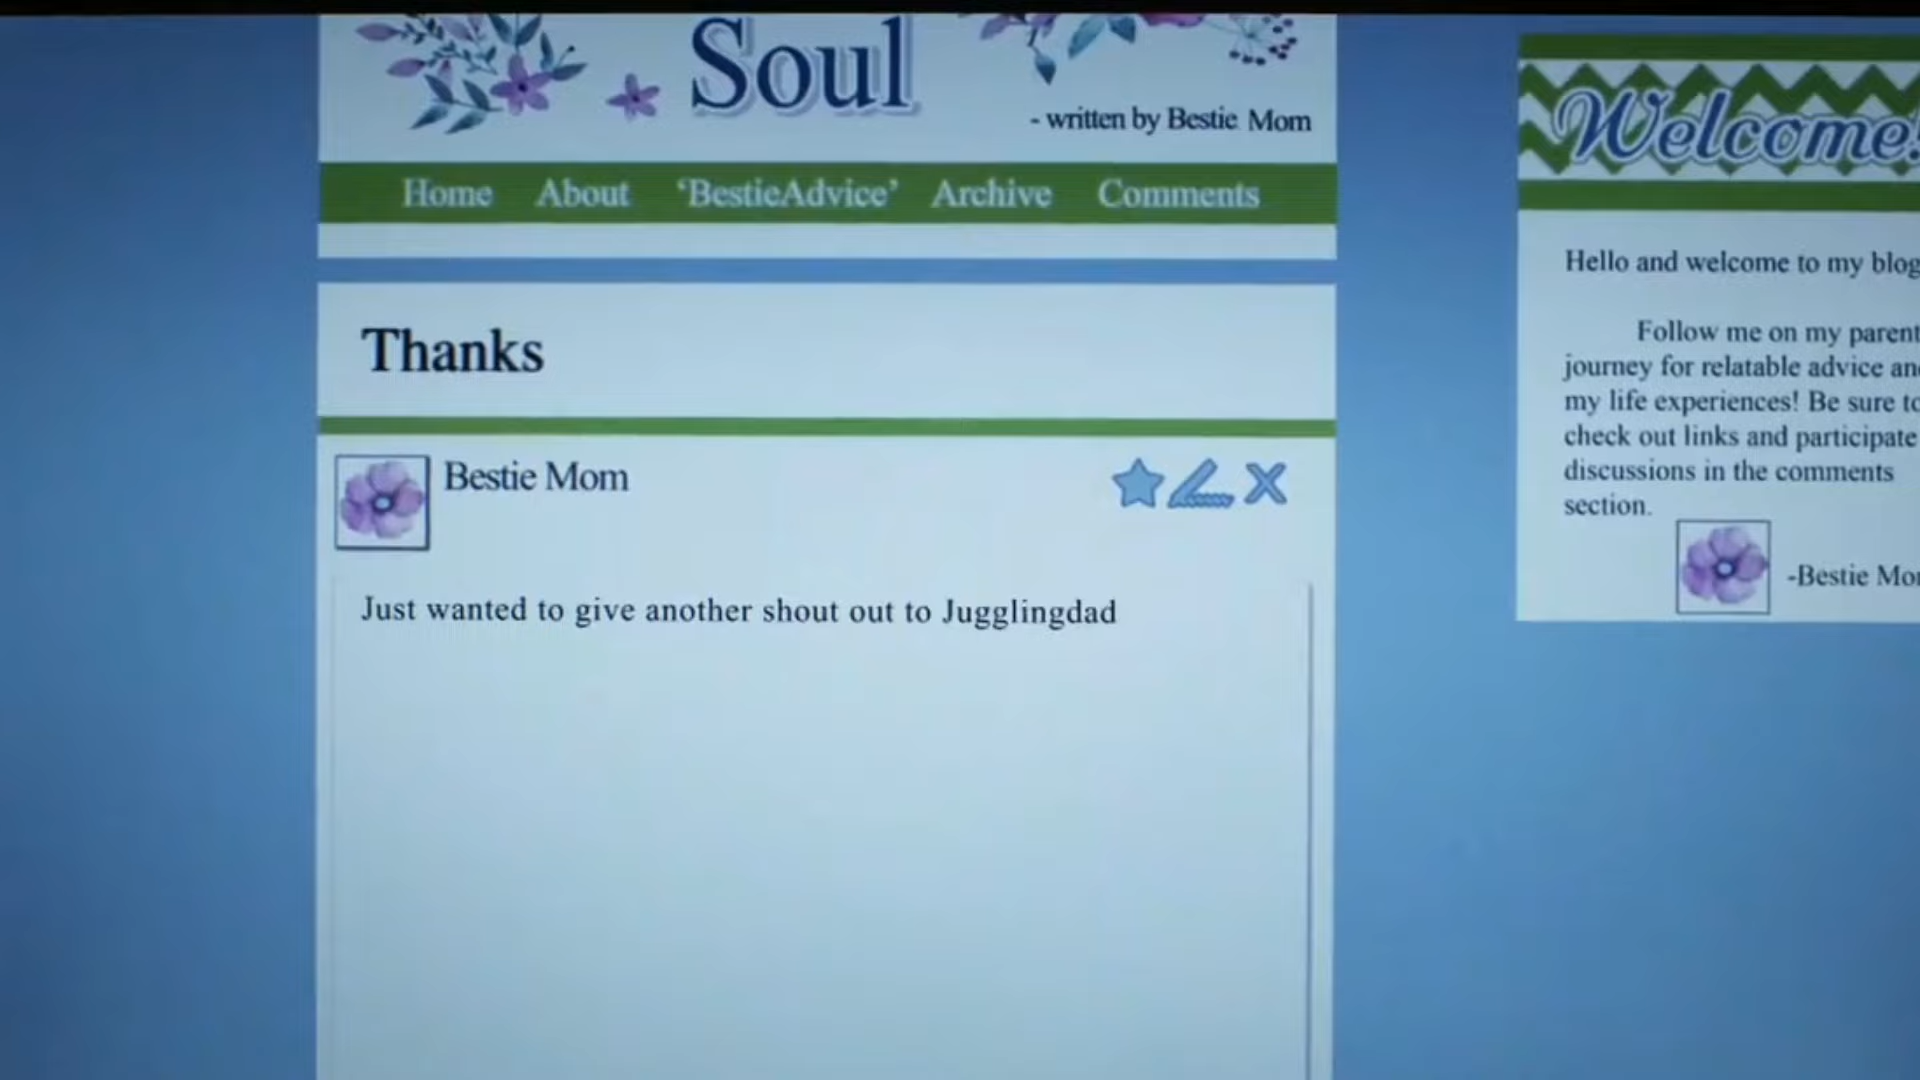 Soul
- written by Bestie Mom
Home About ‘BestieAdvice’ Archive Comments
Thanks
Bestie Mom
Just wanted to give another shout out to Jugglingdad
Welcome!
Hello and welcome to my blog
Follow me on my parent
journey for relatable advice an
my life experiences! Be sure to
check out links and participate
discussions in the comments
section.
-Bestie Mo